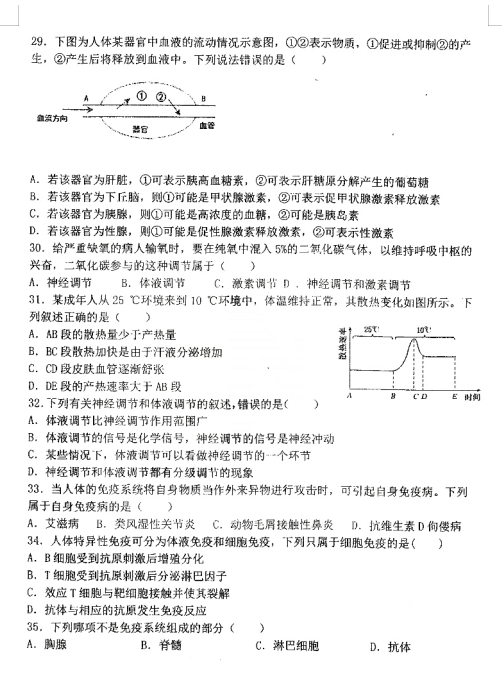 29. 下图为人体某器官中血液的流动情况示意图，①②表示物质，①促进或抑制②的产
生，②产生后将释放到血液中。下列说法错误的是（　　）
A ① ② B
血流方向 器官 血管
A. 若该器官为肝脏，①可表示胰高血糖素，②可表示肝糖原分解产生的葡萄糖
B. 若该器官为下丘脑，则①可能是甲状腺激素，②可表示促甲状腺激素释放激素
C. 若该器官为胰腺，则①可能是高浓度的血糖，②可能是胰岛素
D. 若该器官为性腺，则①可能是促性腺激素释放激素，②可表示性激素
30. 给严重缺氧的病人输氧时，要在纯氧中混入 5%的二氧化碳气体，以维持呼吸中枢的
兴奋，二氧化碳参与的这种调节属于（　　）
A. 神经调节　B. 体液调节　C. 激素调节 D . 神经调节和激素调节
31. 某成年人从 25 ℃环境来到 10 ℃环境中，体温维持正常，其散热变化如图所示。下
列叙述正确的是（　　）
A. AB 段的散热量少于产热量
B. BC 段散热加快是由于汗液分泌增加
C. CD 段皮肤血管逐渐舒张
D. DE 段的产热速率大于 AB 段
25℃ 10℃
A B C D E 时间
32. 下列有关神经调节和体液调节的叙述，错误的是（　　）
A. 体液调节比神经调节作用范围广
B. 体液调节的信号是化学信号，神经调节的信号是神经冲动
C. 某些情况下，体液调节可以看做神经调节的一个环节
D. 神经调节和体液调节都有分级调节的现象
33. 当人体的免疫系统将自身物质当作外来异物进行攻击时，可引起自身免疫病。下列
属于自身免疫病的是（　　）
A. 艾滋病　B. 类风湿性关节炎　C. 动物毛屑接触性鼻炎　D. 抗维生素 D 佝偻病
34. 人体特异性免疫可分为体液免疫和细胞免疫，下列只属于细胞免疫的是（　　）
A. B 细胞受到抗原刺激后增殖分化
B. T 细胞受到抗原刺激后分泌淋巴因子
C. 效应 T 细胞与靶细胞接触并使其裂解
D. 抗体与相应的抗原发生免疫反应
35. 下列哪项不是免疫系统组成的部分（　　）
A. 胸腺　B. 脊髓　C. 淋巴细胞　D. 抗体